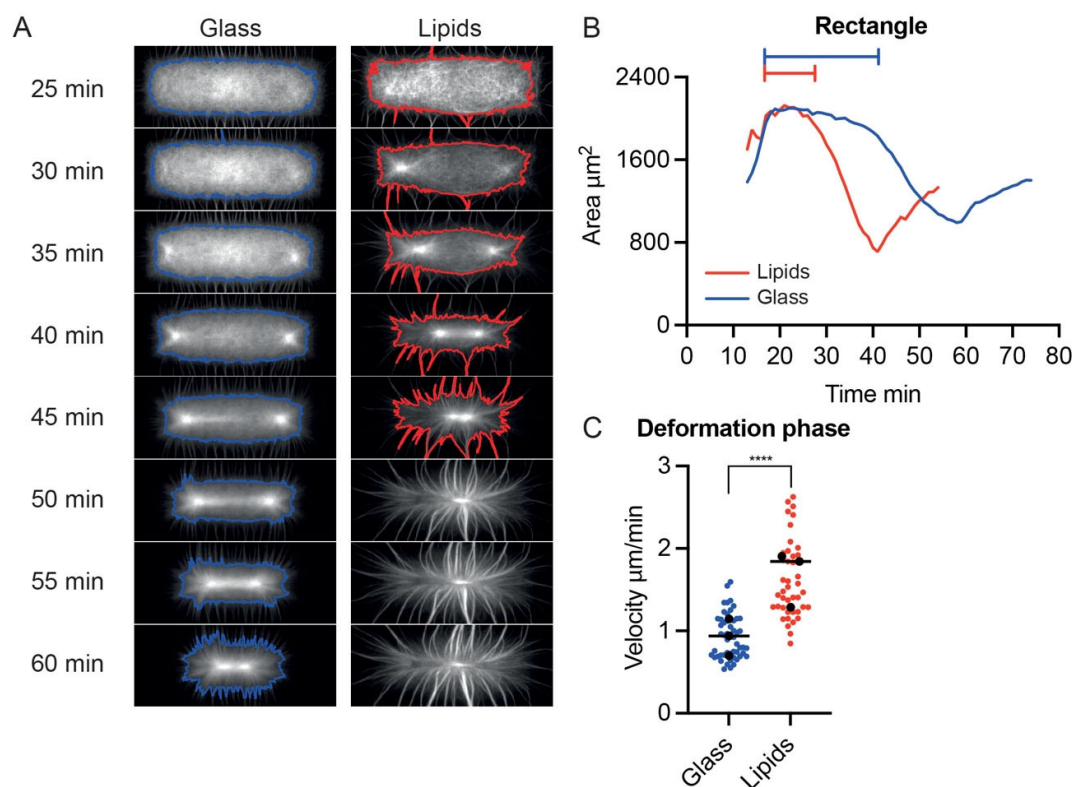 A
Glass
Lipids
25 min
30 min
35 min
40 min
45 min
50 min
55 min
60 min
B
Rectangle
2400
1600
800
0
Area µm²
Lipids
Glass
0 10 20 30 40 50 60 70 80
Time min
C
Deformation phase
****
3
2
1
0
Velocity µm/min
Glass
Lipids